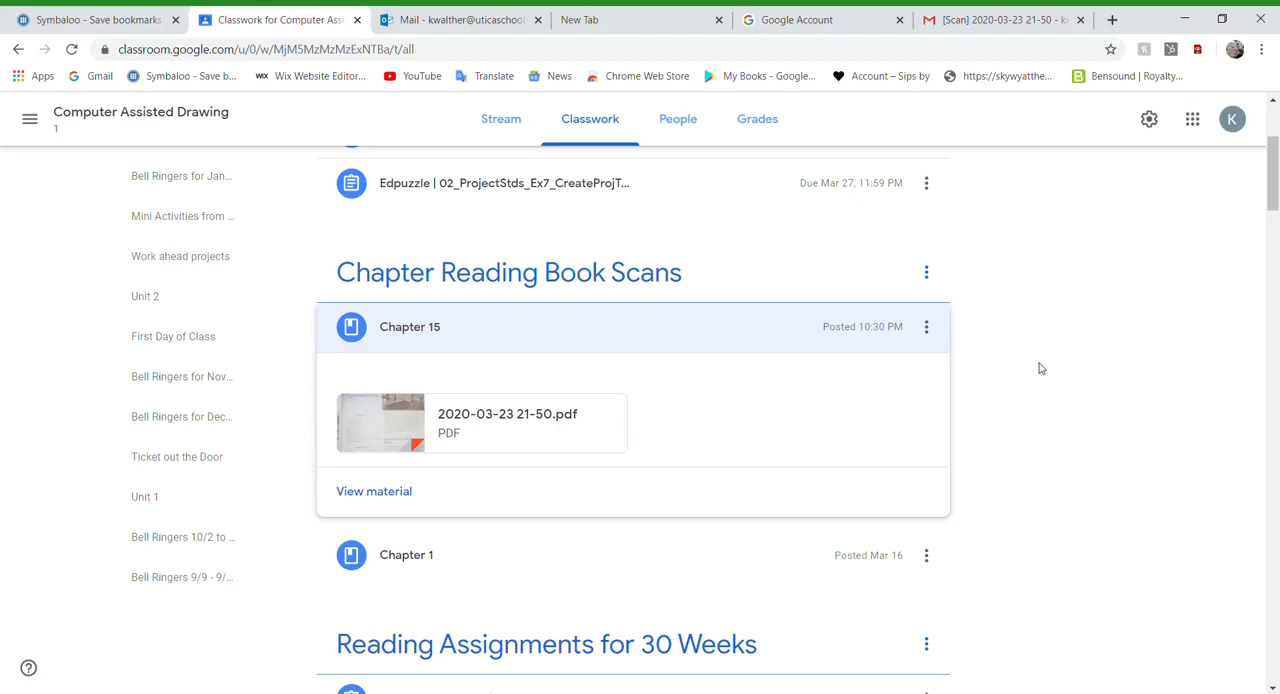 Symbaloo - Save bookmarks
Classwork for Computer Assis
Mail - kwalther@uticaschool
New Tab
Google Account
[Scan] 2020-03-23 21-50 - k
classroom.google.com/u/0/w/MjM5MzMzMzExNTBa/t/all
Apps
Gmail
Symbaloo - Save b...
WIX Wix Website Editor...
YouTube
Translate
News
Chrome Web Store
My Books - Google...
Account – Sips by
https://skywyatthe...
Bensound | Royalty...
Computer Assisted Drawing
1
Stream
Classwork
People
Grades
K
Bell Ringers for Jan...
Mini Activities from ...
Work ahead projects
Unit 2
First Day of Class
Bell Ringers for Nov...
Bell Ringers for Dec...
Ticket out the Door
Unit 1
Bell Ringers 10/2 to ...
Bell Ringers 9/9 - 9/...
Edpuzzle | 02_ProjectStds_Ex7_CreateProjT...
Due Mar 27, 11:59 PM
Chapter Reading Book Scans
Chapter 15
Posted 10:30 PM
2020-03-23 21-50.pdf
PDF
View material
Chapter 1
Posted Mar 16
Reading Assignments for 30 Weeks